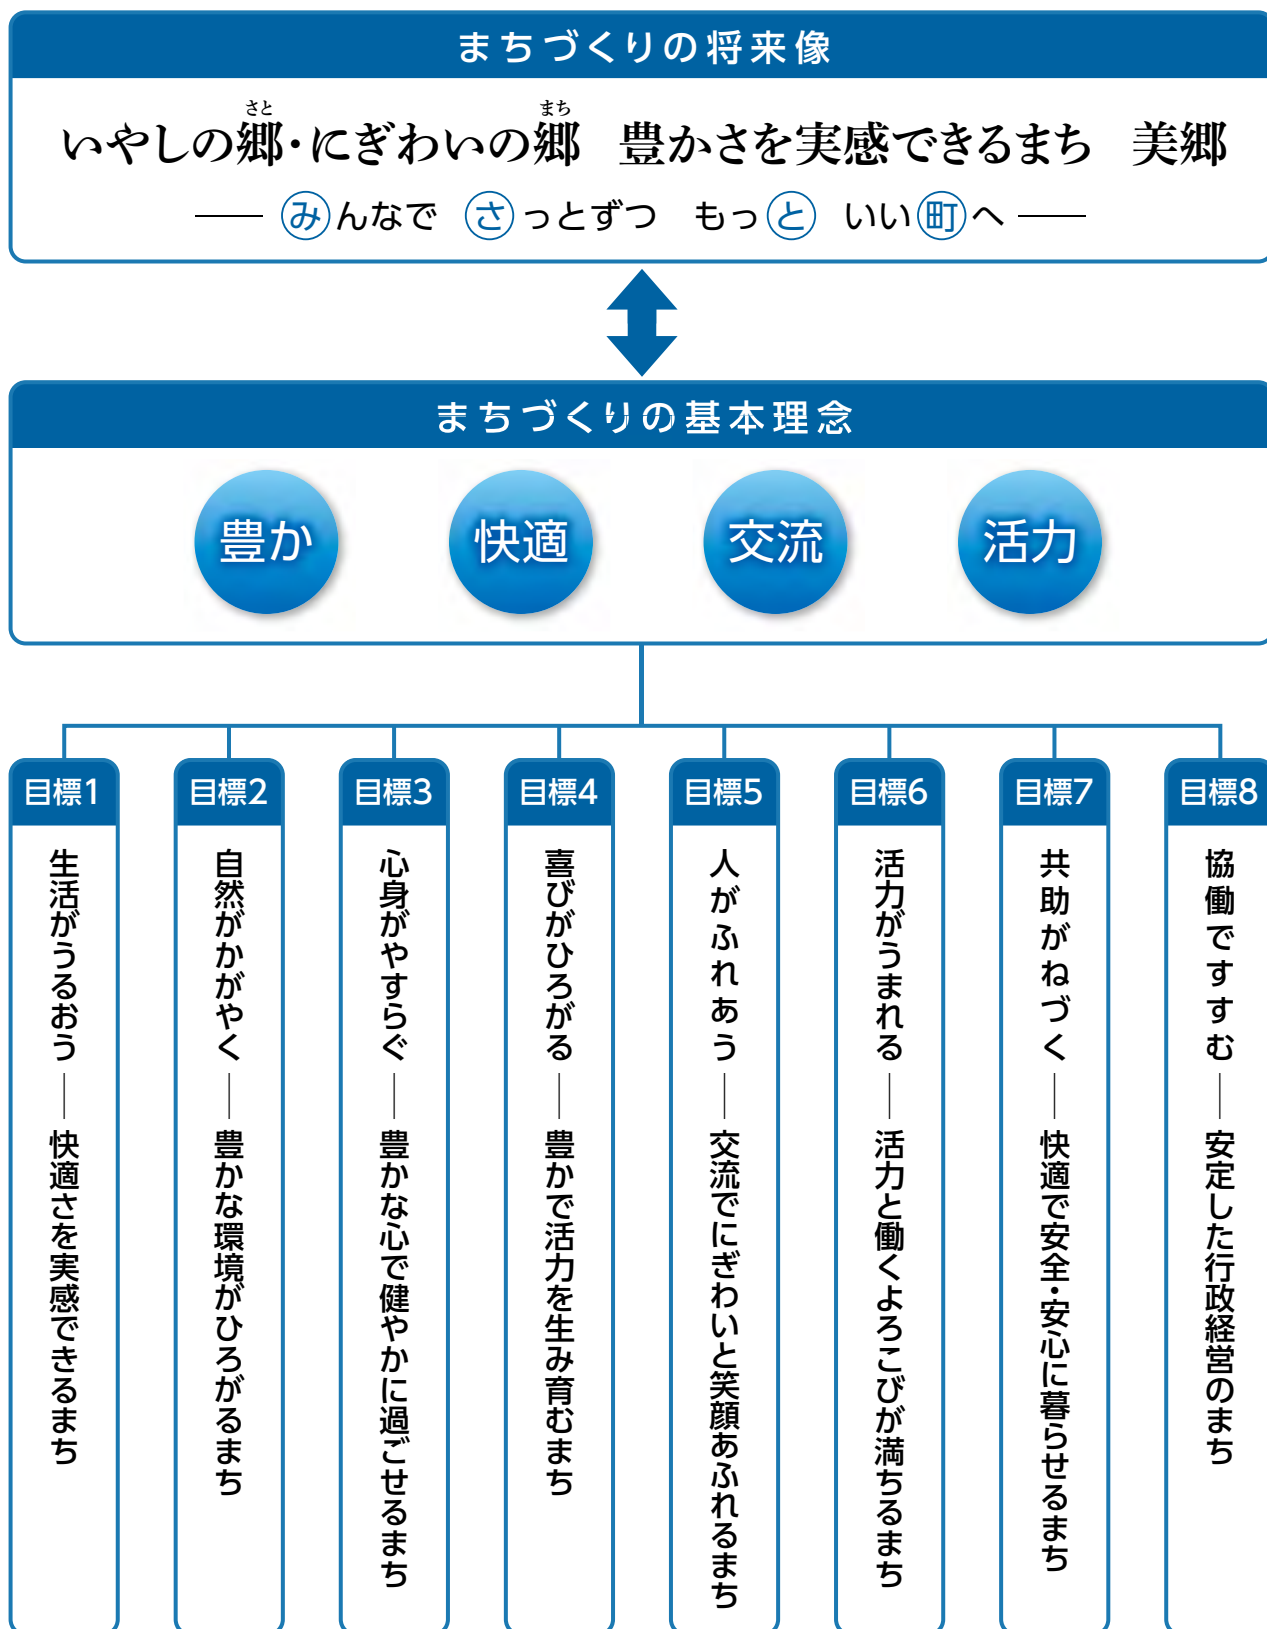 まちづくりの将来像
さと まち
いやしの郷・にぎわいの郷 豊かさを実感できるまち 美郷
── みんなで さっとずつ もっと いい町へ ──
まちづくりの基本理念
豊か 快適 交流 活力
目標1
生活がうるおう ── 快適さを実感できるまち
目標2
自然がかがやく ── 豊かな環境がひろがるまち
目標3
心身がやすらぐ ── 豊かな心で健やかに過ごせるまち
目標4
喜びがひろがる ── 豊かで活力を生み育むまち
目標5
人がふれあう ── 交流でにぎわいと笑顔あふれるまち
目標6
活力がうまれる ── 活力と働くよろこびが満ちるまち
目標7
共助がねづく ── 快適で安全・安心に暮らせるまち
目標8
協働ですすむ ── 安定した行政経営のまち